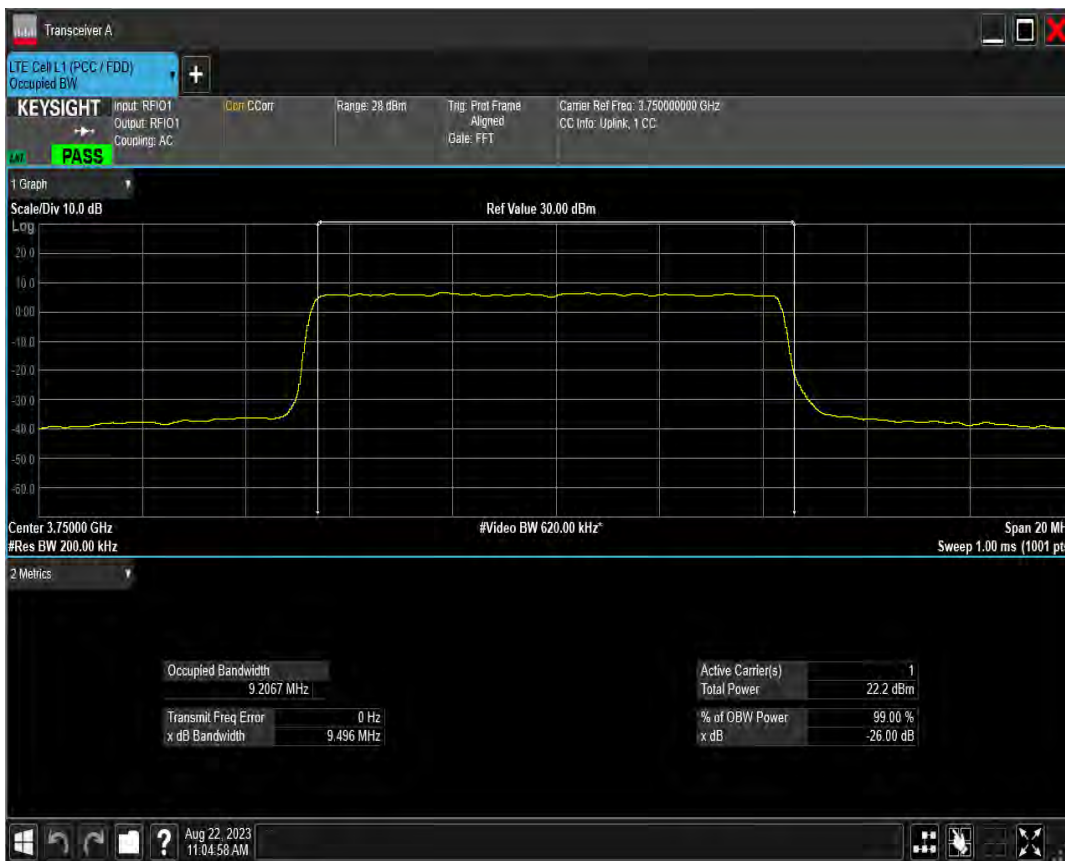 Transceiver A
LTE Cell L1 (PCC / FDD)
Occupied BW
+
KEYSIGHT
PASS
Input: RFIO1
Output: RFIO1
Coupling: AC
Corr CCorr
Range: 28 dBm
Trig: Prot Frame
Aligned
Gate: FFT
Carrier Ref Freq: 3.750000000 GHz
CC Info: Uplink, 1 CC
1 Graph
Scale/Div 10.0 dB
Ref Value 30.00 dBm
Log
20.0
10.0
0.00
-10.0
-20.0
-30.0
-40.0
-50.0
-60.0
Center 3.75000 GHz
#Video BW 620.00 kHz*
Span 20 MH
#Res BW 200.00 kHz
Sweep 1.00 ms (1001 pt
2 Metrics
Occupied Bandwidth
9.2067 MHz
Transmit Freq Error 0 Hz
x dB Bandwidth 9.496 MHz
Active Carrier(s) 1
Total Power 22.2 dBm
% of OBW Power 99.00 %
x dB -26.00 dB
?
Aug 22, 2023
11:04:58 AM